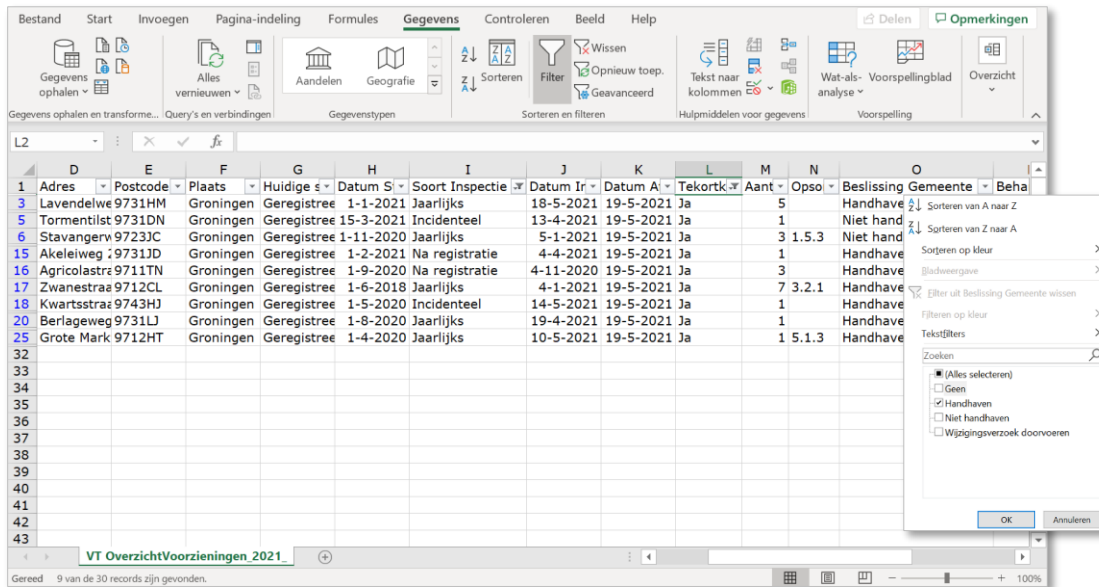 Bestand Start Invoegen Pagina-indeling Formules Gegevens Controleren Beeld Help Delen Opmerkingen
Gegevens ophalen
Alles vernieuwen
Aandelen Geografie
Sorteren
Filter
Wissen
Opnieuw toep.
Geavanceerd
Tekst naar kolommen
Wat-als-analyse
Voorspellingblad
Overzicht
Gegevens ophalen en transforme... Query's en verbindingen Gegevenstypen Sorteren en filteren Hulpmiddelen voor gegevens Voorspelling
L2 fx
D E F G H I J K L M N O
1 Adres Postcode Plaats Huidige s Datum S Soort Inspectie Datum Ir Datum A Tekortk Aant Opso Beslissing Gemeente Beha
3 Lavendelwe 9731HM Groningen Geregistree 1-1-2021 Jaarlijks 18-5-2021 19-5-2021 Ja 5 Handhave
5 Tormentilst 9731DN Groningen Geregistree 15-3-2021 Incidenteel 13-4-2021 19-5-2021 Ja 1 Niet hand
6 Stavangerw 9723JC Groningen Geregistree 1-11-2020 Jaarlijks 5-1-2021 19-5-2021 Ja 3 1.5.3 Niet hand
15 Akeleiweg 2 9731JD Groningen Geregistree 1-2-2021 Na registratie 4-4-2021 19-5-2021 Ja 1 Handhave
16 Agricolastra 9711TN Groningen Geregistree 1-9-2020 Na registratie 4-11-2020 19-5-2021 Ja 3 Handhave
17 Zwanestraa 9712CL Groningen Geregistree 1-6-2018 Jaarlijks 4-1-2021 19-5-2021 Ja 7 3.2.1 Handhave
18 Kwartsstraa 9743HJ Groningen Geregistree 1-5-2020 Incidenteel 14-5-2021 19-5-2021 Ja 1 Handhave
20 Berlageweg 9731LJ Groningen Geregistree 1-8-2020 Jaarlijks 19-4-2021 19-5-2021 Ja 1 Handhave
25 Grote Mark 9712HT Groningen Geregistree 1-4-2020 Jaarlijks 10-5-2021 19-5-2021 Ja 1 5.1.3 Handhave
32
33
34
35
36
37
38
39
40
41
42
43
Sorteren van A naar Z
Sorteren van Z naar A
Sorteren op kleur
Bladweergave
Filter uit Beslissing Gemeente wissen
Filteren op kleur
Tekstfilters
Zoeken
(Alles selecteren)
Geen
Handhaven
Niet handhaven
Wijzigingsverzoek doorvoeren
OK Annuleren
VT OverzichtVoorzieningen_2021_
Gereed 9 van de 30 records zijn gevonden. 100%